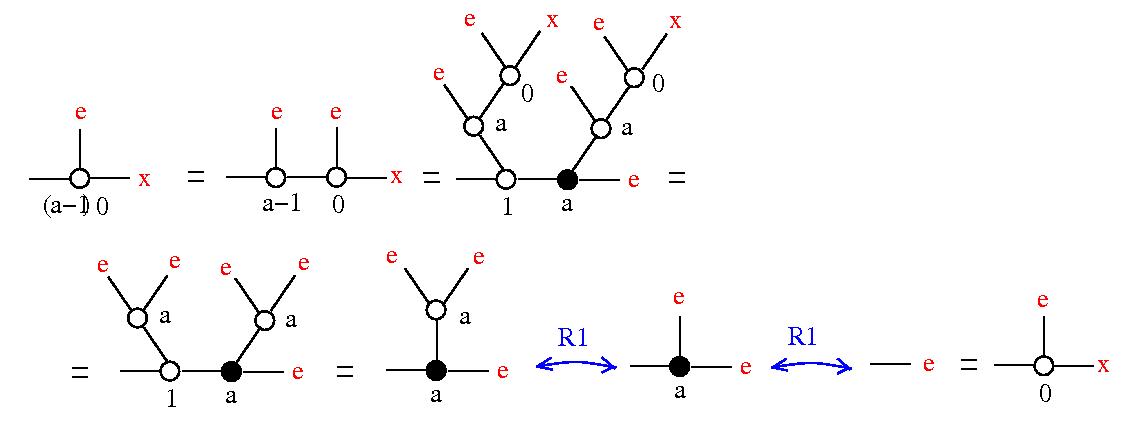 e x e x
e e 0 0
e e e a a
x = x = e =
(a−1) 0 a−1 0 1 a
e e e e e e
e a a a R1 R1 e
= e = e e e = x
1 a a a 0